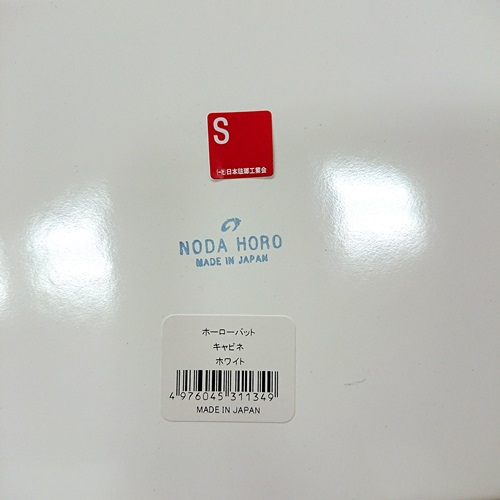 S
(一社)日本琺瑯工業会
NODA HORO
MADE IN JAPAN
ホーローバット
キャビネ
ホワイト
4 976045 311349
MADE IN JAPAN